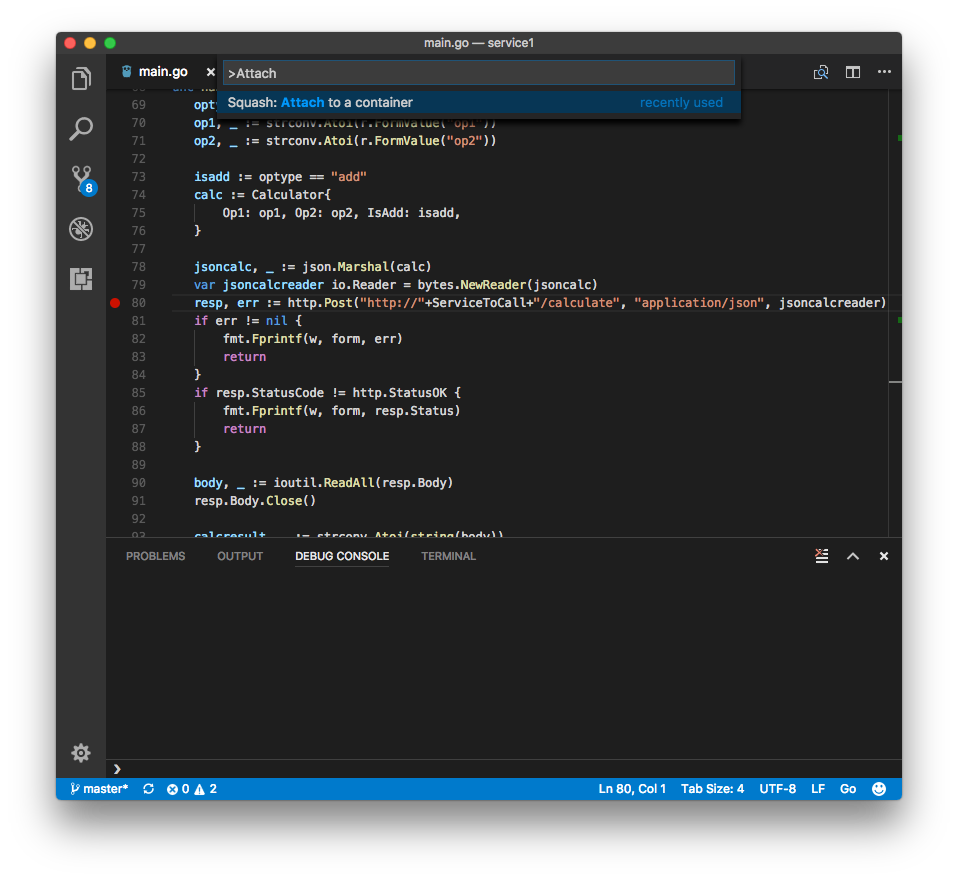 main.go — service1
main.go
>Attach
Squash: Attach to a container recently used
69 opty
70 op1, _ := strconv.Atoi(r.FormValue("op1"))
71 op2, _ := strconv.Atoi(r.FormValue("op2"))
72
73 isadd := optype == "add"
74 calc := Calculator{
75 Op1: op1, Op2: op2, IsAdd: isadd,
76 }
77
78 jsoncalc, _ := json.Marshal(calc)
79 var jsoncalcreader io.Reader = bytes.NewReader(jsoncalc)
80 resp, err := http.Post("http://"+ServiceToCall+"/calculate", "application/json", jsoncalcreader)
81 if err != nil {
82 fmt.Fprintf(w, form, err)
83 return
84 }
85 if resp.StatusCode != http.StatusOK {
86 fmt.Fprintf(w, form, resp.Status)
87 return
88 }
89
90 body, _ := ioutil.ReadAll(resp.Body)
91 resp.Body.Close()
92
93 calcresult, _ := strconv.Atoi(string(body))
8
PROBLEMS OUTPUT DEBUG CONSOLE TERMINAL
master* 0 2 Ln 80, Col 1 Tab Size: 4 UTF-8 LF Go